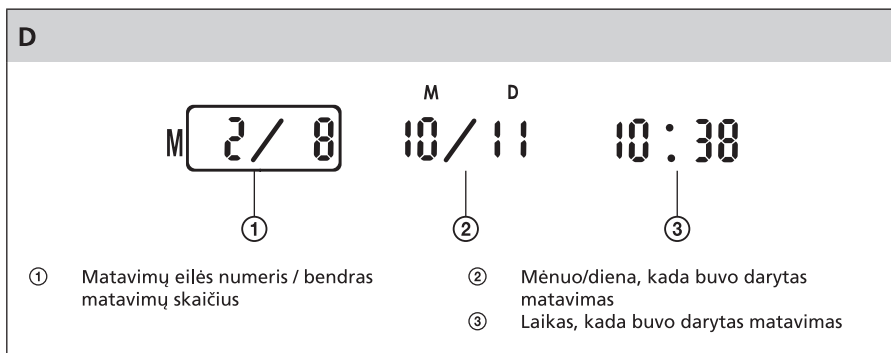 D
M D
M 2/ 8 10/11 10:38
① ② ③
① Matavimų eilės numeris / bendras
matavimų skaičius
② Mėnuo/diena, kada buvo darytas
matavimas
③ Laikas, kada buvo darytas matavimas